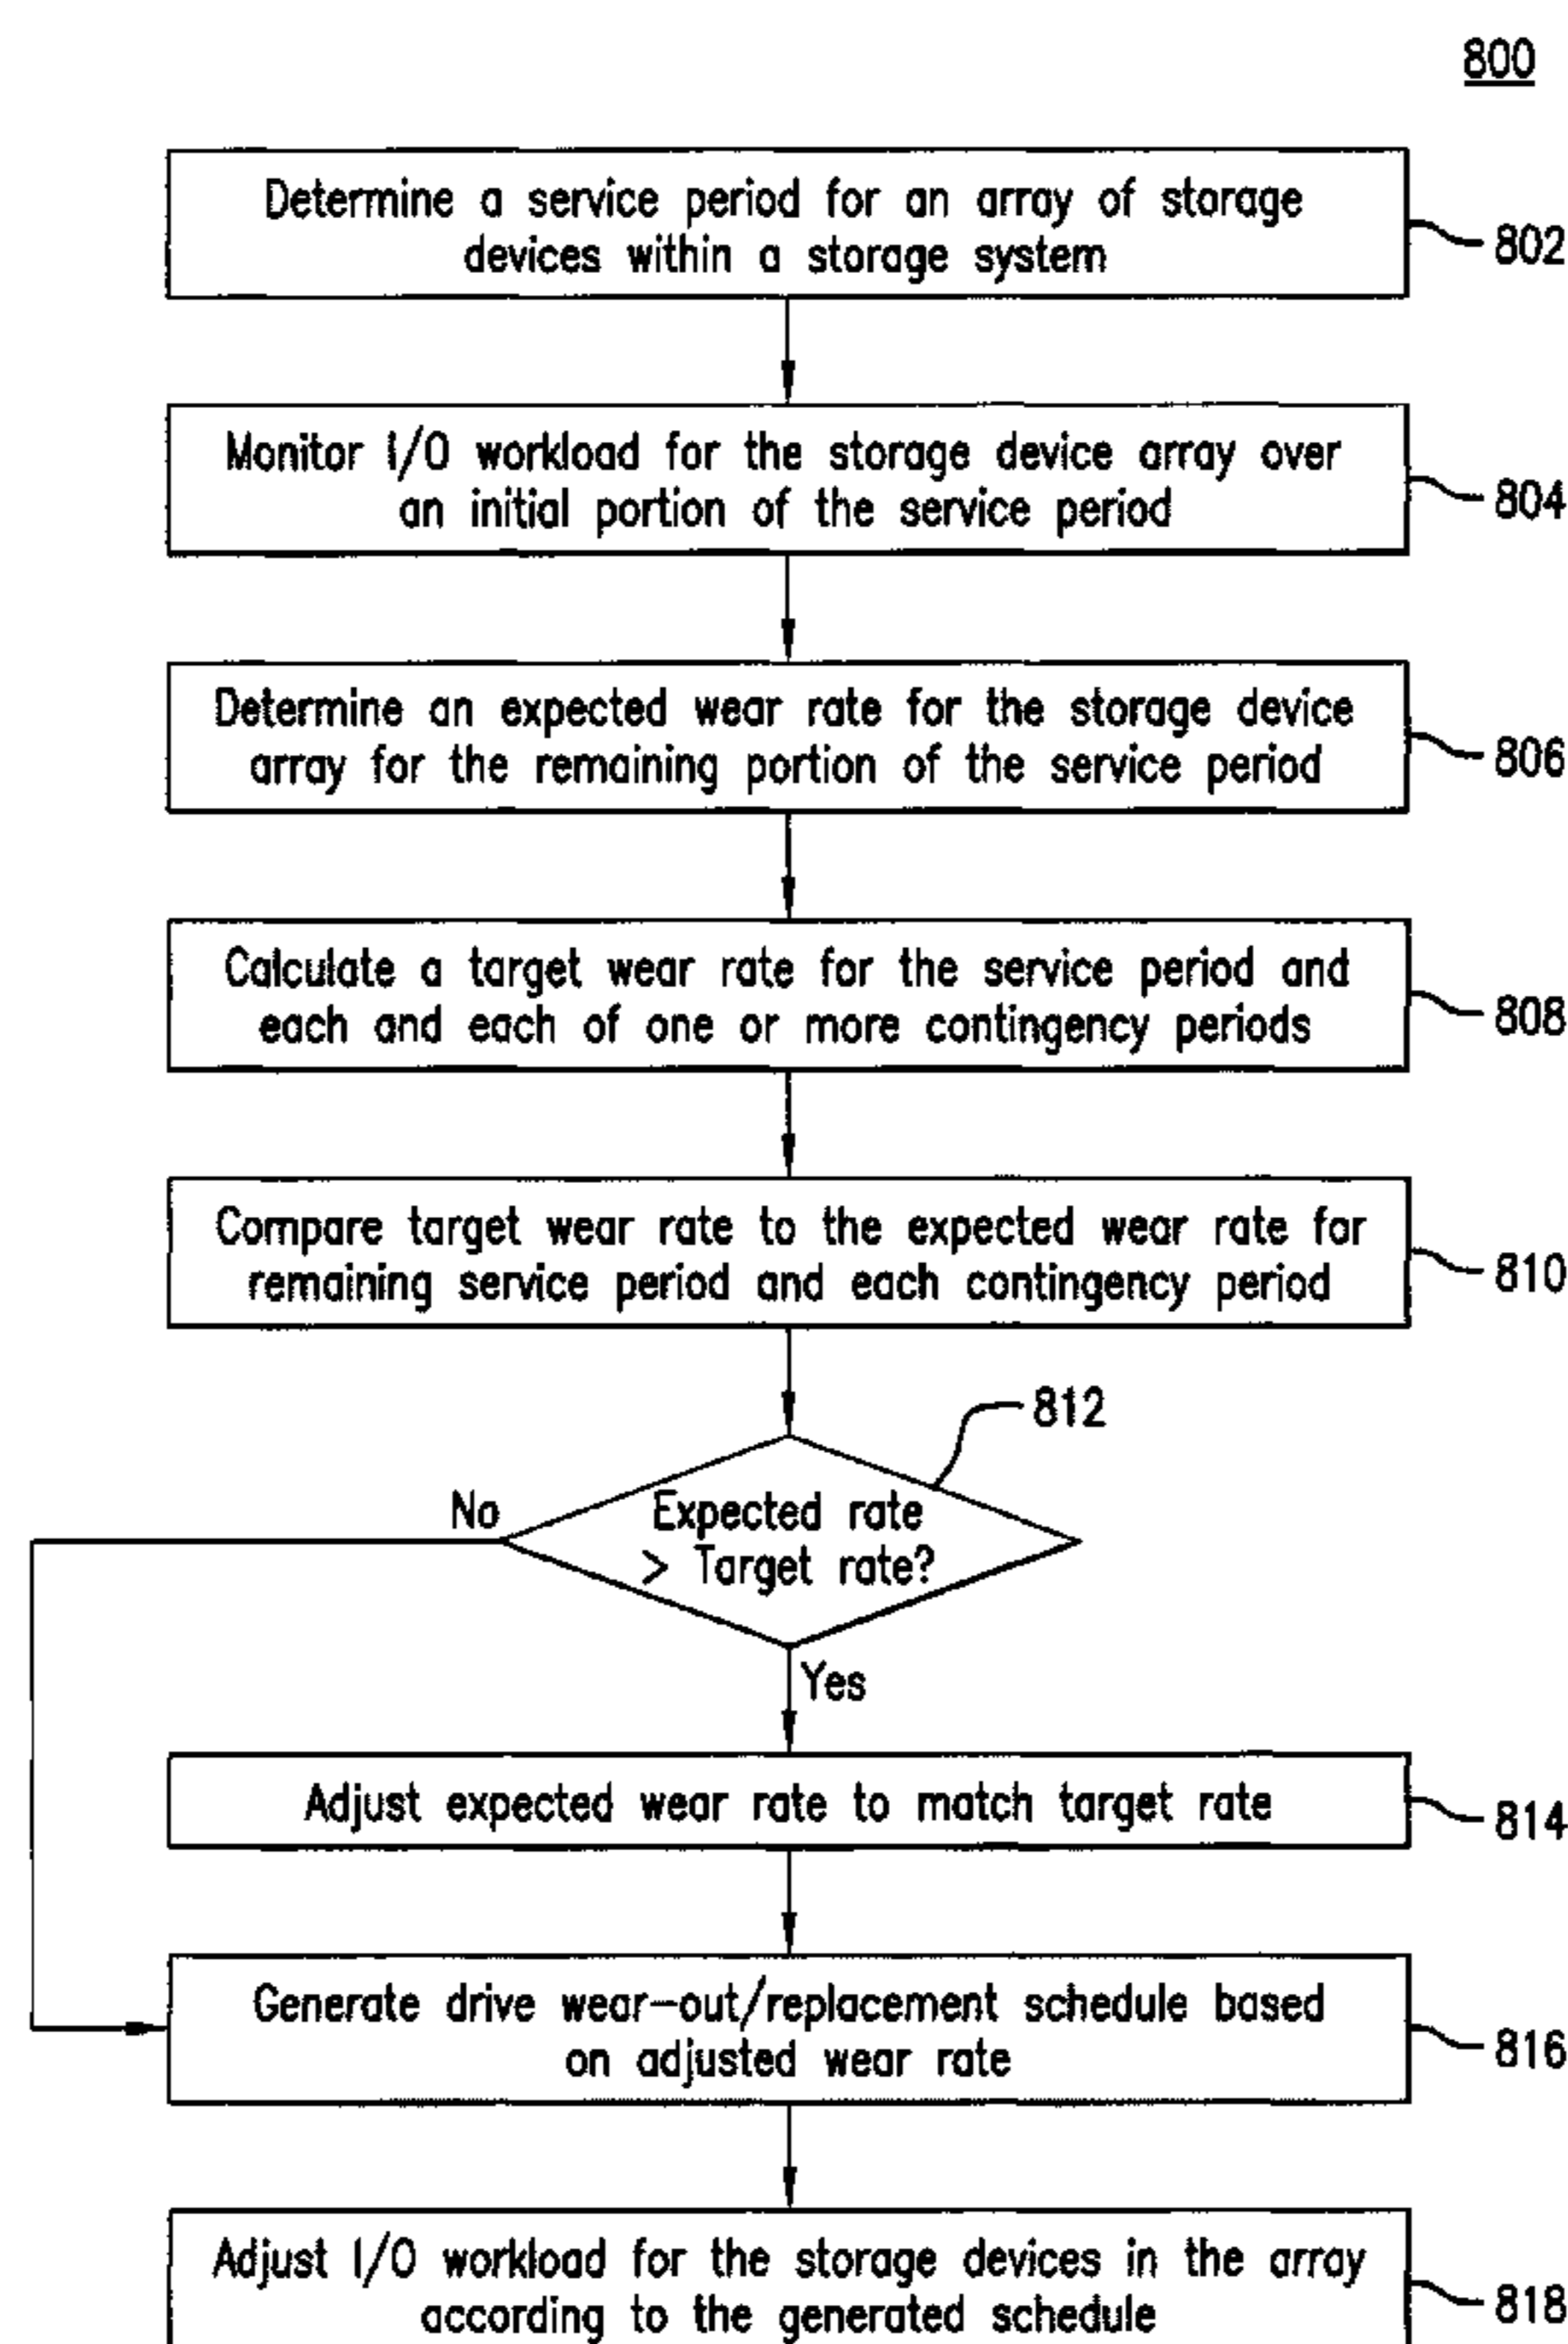 800
Determine a service period for an array of storage
devices within a storage system
802
Monitor I/O workload for the storage device array over
an initial portion of the service period
804
Determine an expected wear rate for the storage device
array for the remaining portion of the service period
806
Calculate a target wear rate for the service period and
each and each of one or more contingency periods
808
Compare target wear rate to the expected wear rate for
remaining service period and each contingency period
810
812
No
Expected rate
> Target rate?
Yes
Adjust expected wear rate to match target rate
814
Generate drive wear-out/replacement schedule based
on adjusted wear rate
816
Adjust I/O workload for the storage devices in the array
according to the generated schedule
818